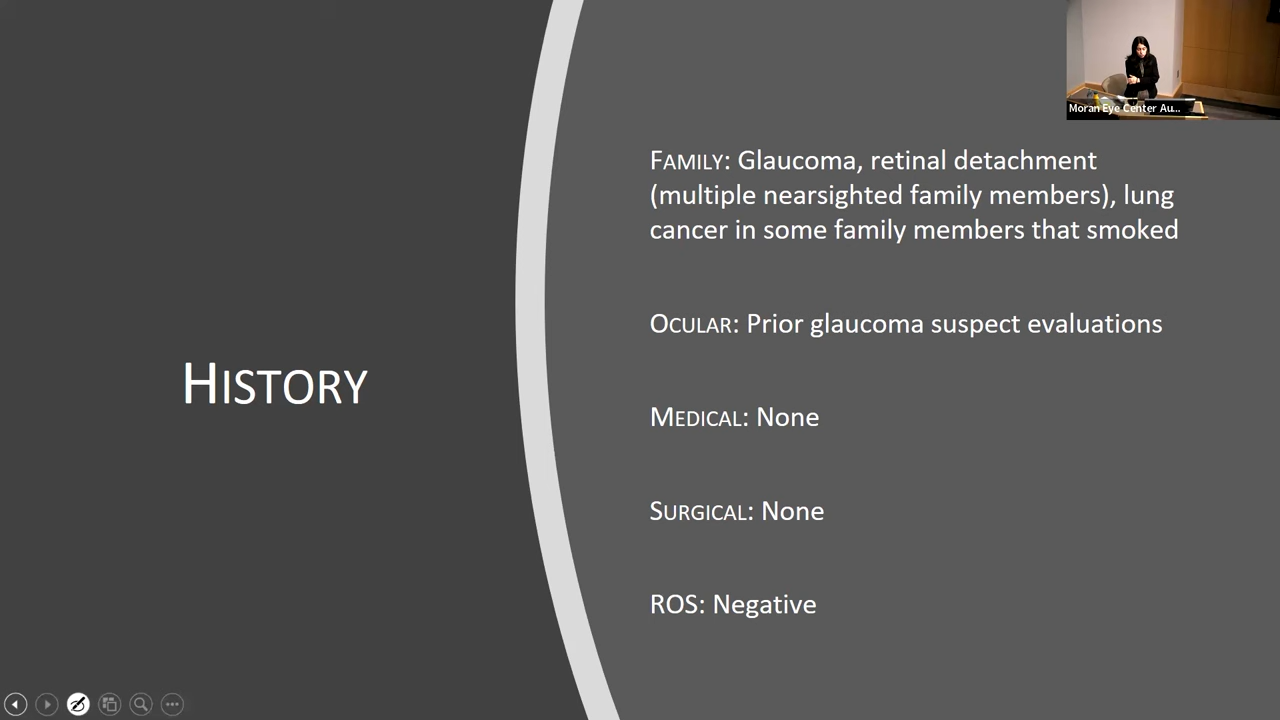 Moran Eye Center Au...
FAMILY: Glaucoma, retinal detachment
(multiple nearsighted family members), lung
cancer in some family members that smoked
OCULAR: Prior glaucoma suspect evaluations
HISTORY
MEDICAL: None
SURGICAL: None
ROS: Negative